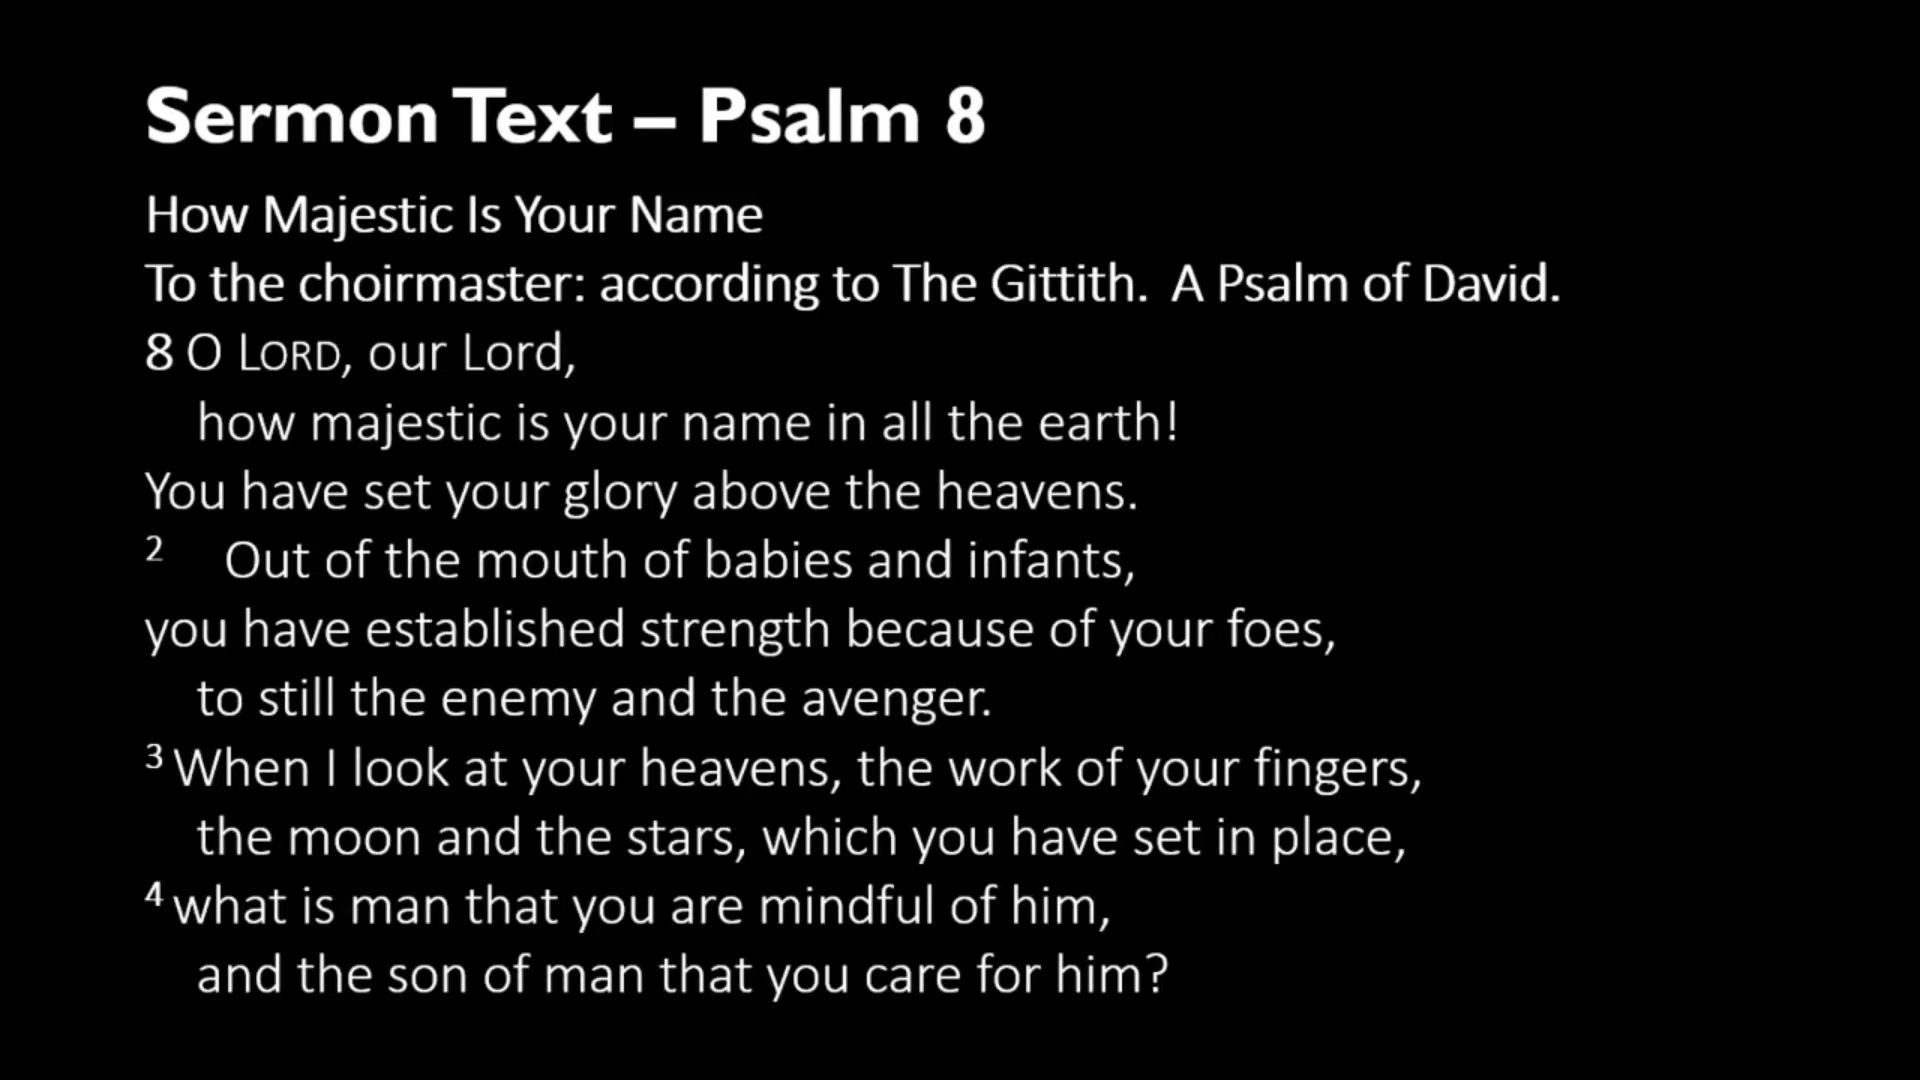 Sermon Text – Psalm 8
How Majestic Is Your Name
To the choirmaster: according to The Gittith.  A Psalm of David.
8 O LORD, our Lord,
how majestic is your name in all the earth!
You have set your glory above the heavens.
2 Out of the mouth of babies and infants,
you have established strength because of your foes,
to still the enemy and the avenger.
3 When I look at your heavens, the work of your fingers,
the moon and the stars, which you have set in place,
4 what is man that you are mindful of him,
and the son of man that you care for him?